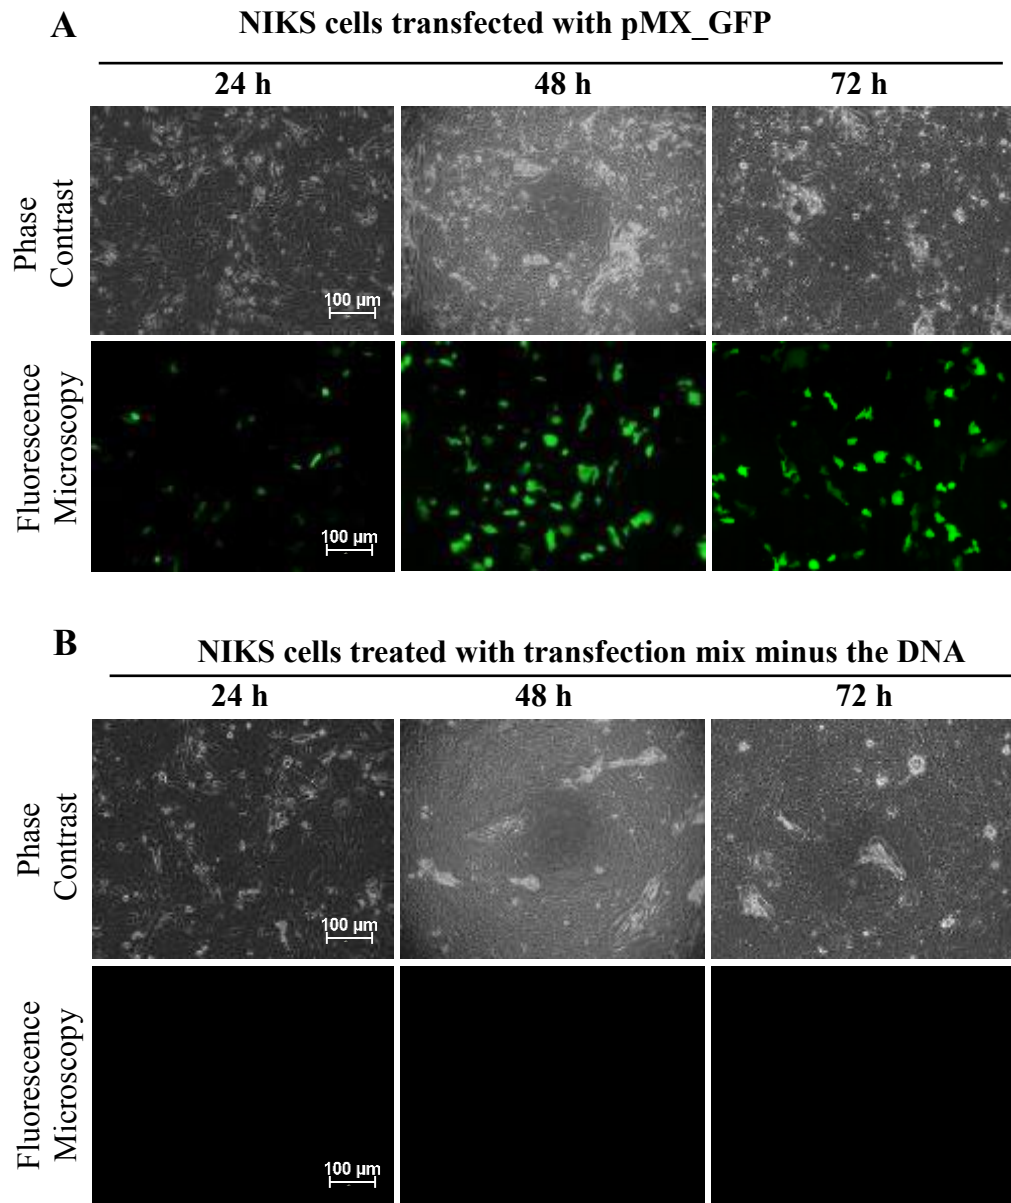 A
NIKS cells transfected with pMX_GFP
24 h
48 h
72 h
Phase
Contrast
100 µm
Fluorescence
Microscopy
100 µm
B
NIKS cells treated with transfection mix minus the DNA
24 h
48 h
72 h
Phase
Contrast
100 µm
Fluorescence
Microscopy
100 µm